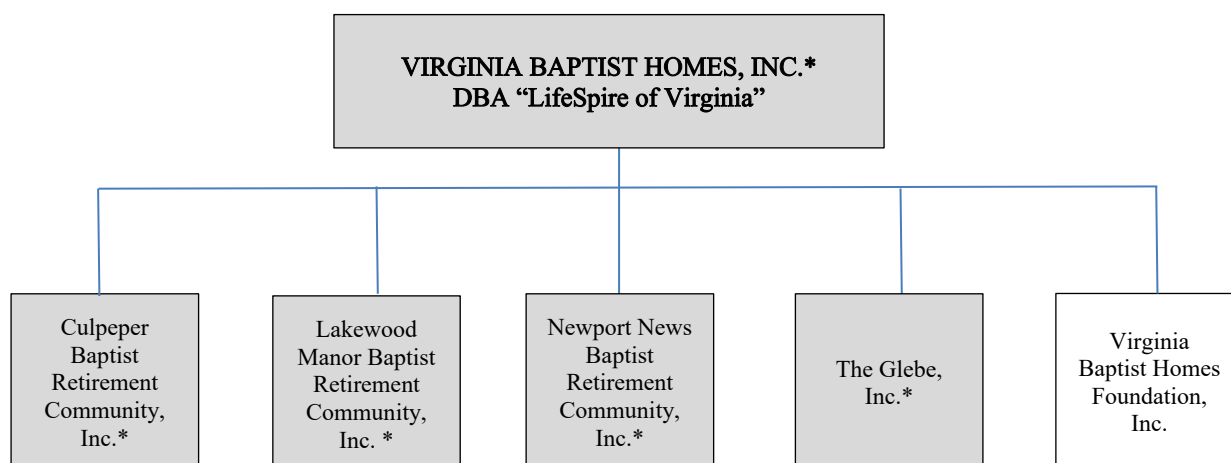 VIRGINIA BAPTIST HOMES, INC.*
DBA “LifeSpire of Virginia”
Culpeper
Baptist
Retirement
Community,
Inc.*
Lakewood
Manor Baptist
Retirement
Community,
Inc. *
Newport News
Baptist
Retirement
Community,
Inc.*
The Glebe,
Inc.*
Virginia
Baptist Homes
Foundation,
Inc.